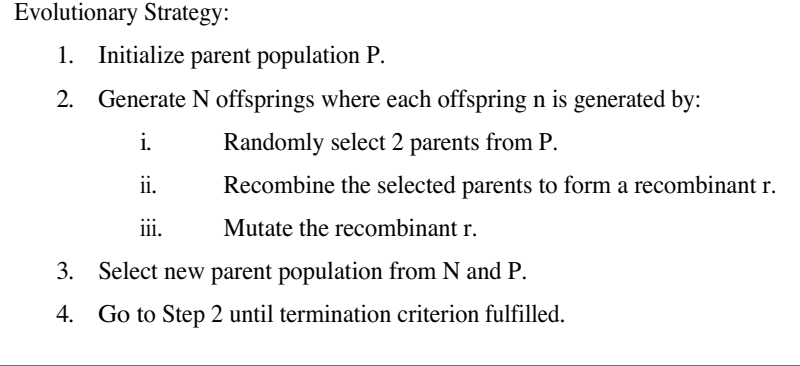 Evolutionary Strategy:
1. Initialize parent population P.
2. Generate N offsprings where each offspring n is generated by:
i. Randomly select 2 parents from P.
ii. Recombine the selected parents to form a recombinant r.
iii. Mutate the recombinant r.
3. Select new parent population from N and P.
4. Go to Step 2 until termination criterion fulfilled.